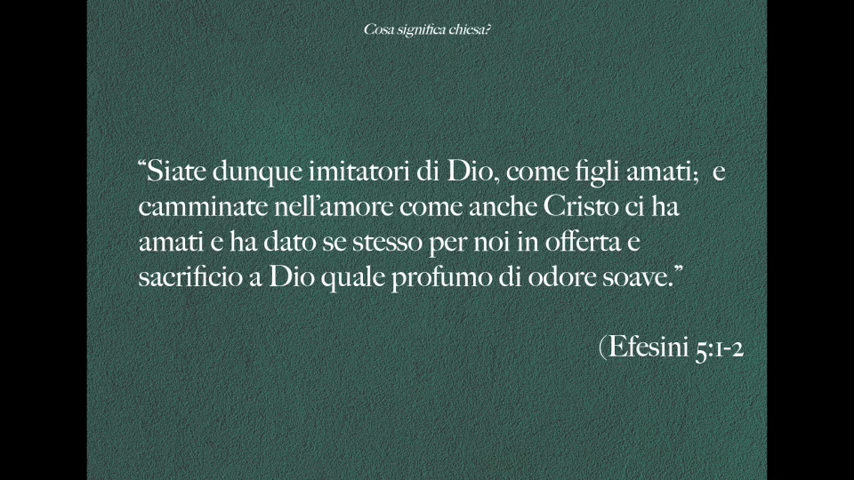 Cosa significa chiesa?
“Siate dunque imitatori di Dio, come figli amati;  e
camminate nell’amore come anche Cristo ci ha
amati e ha dato se stesso per noi in offerta e
sacrificio a Dio quale profumo di odore soave.”
(Efesini 5:1-2